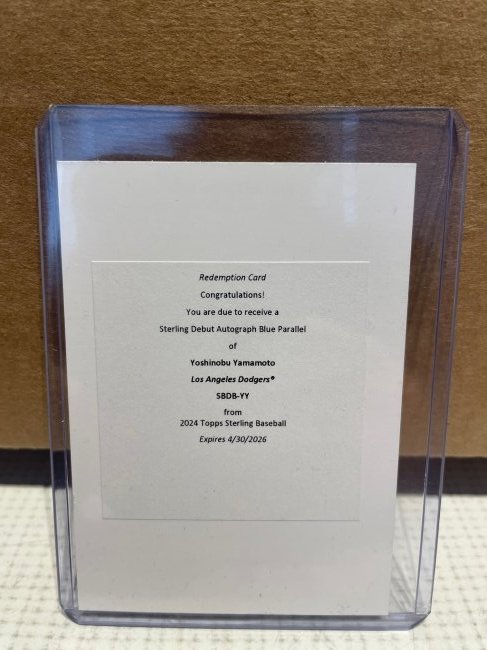 Redemption Card
Congratulations!
You are due to receive a
Sterling Debut Autograph Blue Parallel
of
Yoshinobu Yamamoto
Los Angeles Dodgers®
SBDB-YY
from
2024 Topps Sterling Baseball
Expires 4/30/2026